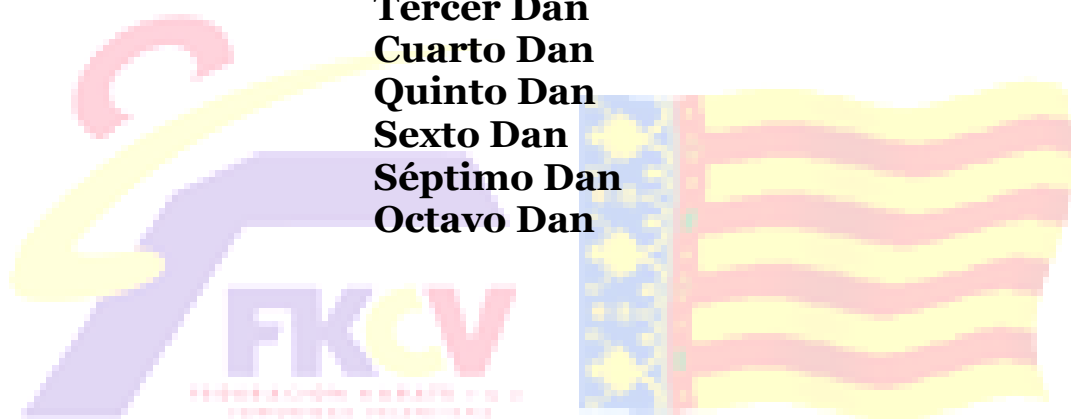 Tercer Dan
Cuarto Dan
Quinto Dan
Sexto Dan
Séptimo Dan
Octavo Dan
FKCV